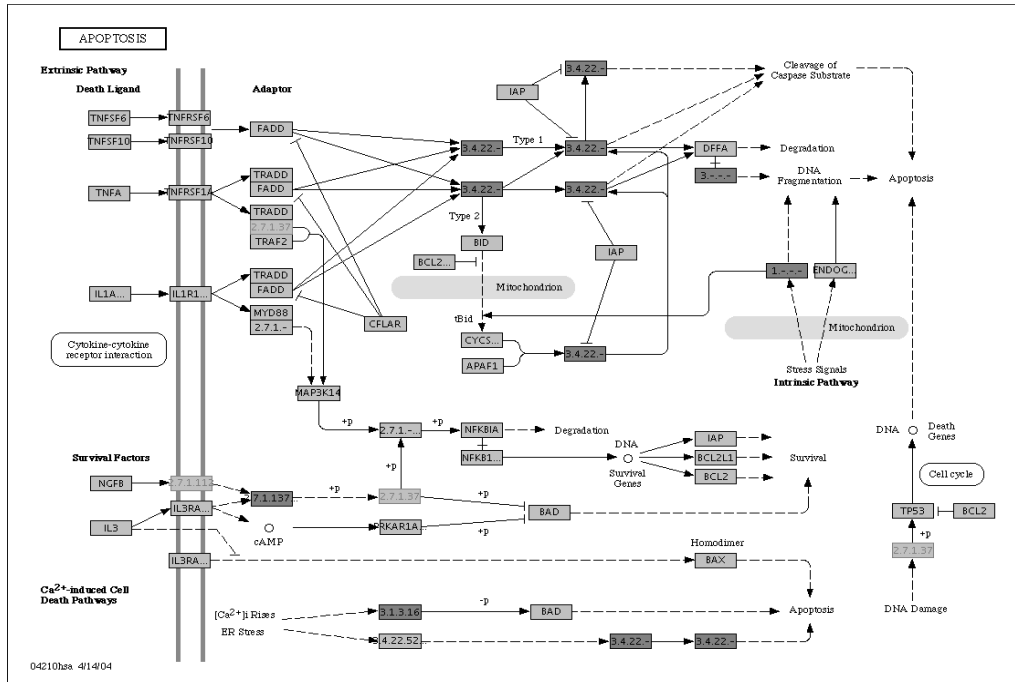 APOPTOSIS
Extrinsic Pathway
Death Ligand
Adaptor
Cleavage of
Caspase Substrate
3.4.22.-
IAP
TNFSF6
TNFRSF6
FADD
TNFSF10
TNFRSF10
Type 1
3.4.22.-
3.4.22.-
DFFA
Degradation
3.-.-.-
DNA
Fragmentation
Apoptosis
TNFA
TNFRSF1A
TRADD
FADD
3.4.22.-
3.4.22.-
TRADD
2.7.1.37
TRAF2
Type 2
BID
IAP
BCL2...
Mitochondrion
1.-.-.-
ENDOG...
TRADD
FADD
IL1A...
IL1R1...
MYD88
2.7.1.-
CFLAR
tBid
CYCS...
APAF1
3.4.22.-
Mitochondrion
Cytokine-cytokine
receptor interaction
Stress Signals
Intrinsic Pathway
MAP3K14
+p
2.7.1.-...
+p
NFKBIA
Degradation
NFKB1...
DNA
Survival
Genes
IAP
BCL2L1
BCL2
Survival
DNA
Death
Genes
Cell cycle
Survival Factors
NGFB
2.7.1.112
7.1.137...
+p
2.7.1.37
+p
+p
BAD
IL3
IL3RA...
cAMP
PRKAR1A...
+p
TP53
BCL2
+p
2.7.1.37
IL3RA...
Homodimer
BAX
DNA Damage
Ca2+-induced Cell
Death Pathways
[Ca2+]i Rises
ER Stress
3.1.3.16
-p
BAD
Apoptosis
3.4.22.52...
3.4.22.-
3.4.22.-
04210hsa 4/14/04